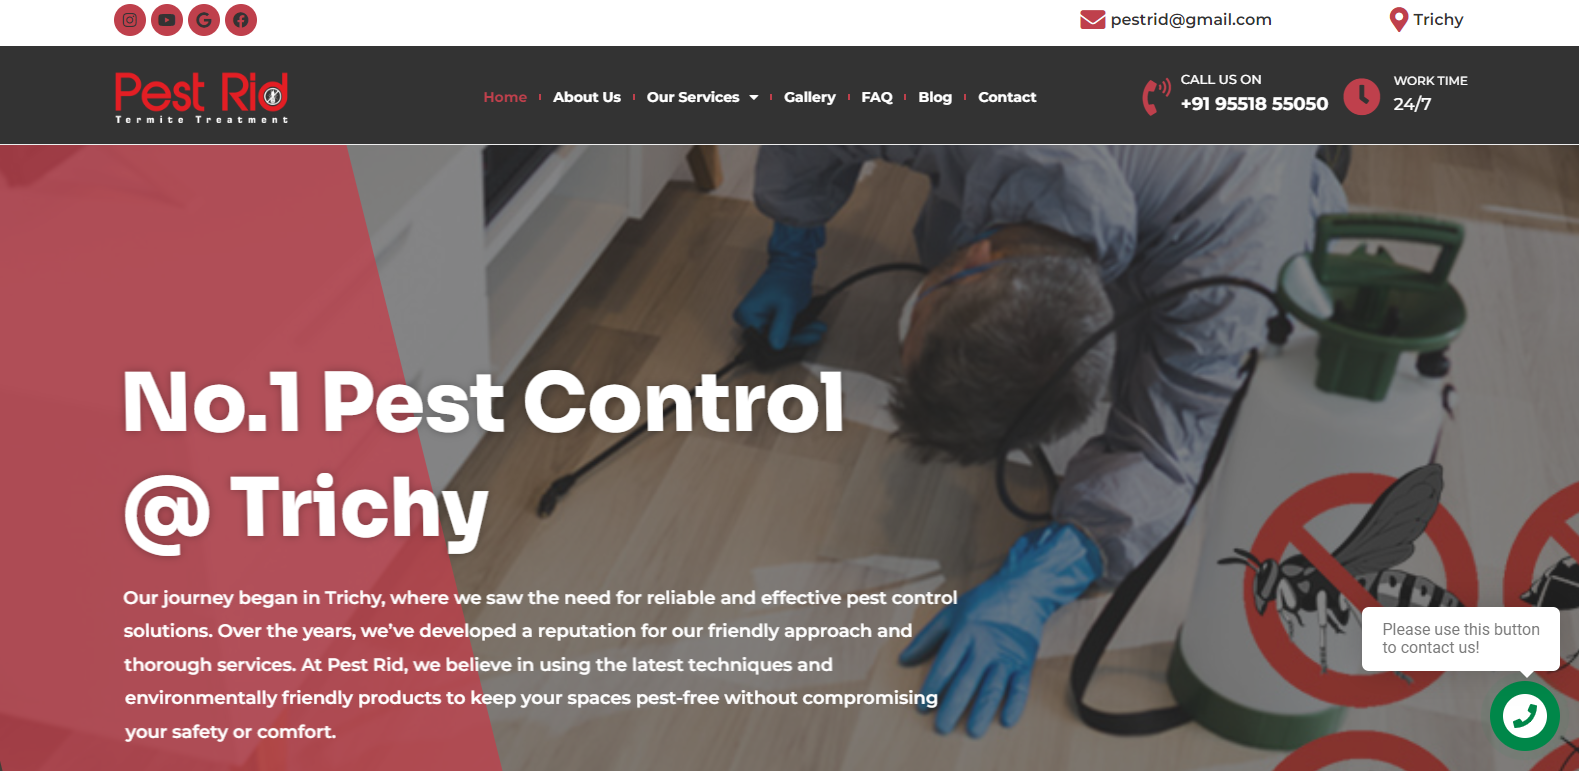 pestrid@gmail.com
Trichy
Pest Rid
Termite Treatment
Home
About Us
Our Services
Gallery
FAQ
Blog
Contact
CALL US ON
+91 95518 55050
WORK TIME
24/7
No.1 Pest Control
@ Trichy
Our journey began in Trichy, where we saw the need for reliable and effective pest control
solutions. Over the years, we’ve developed a reputation for our friendly approach and
thorough services. At Pest Rid, we believe in using the latest techniques and
environmentally friendly products to keep your spaces pest-free without compromising
your safety or comfort.
Please use this button
to contact us!